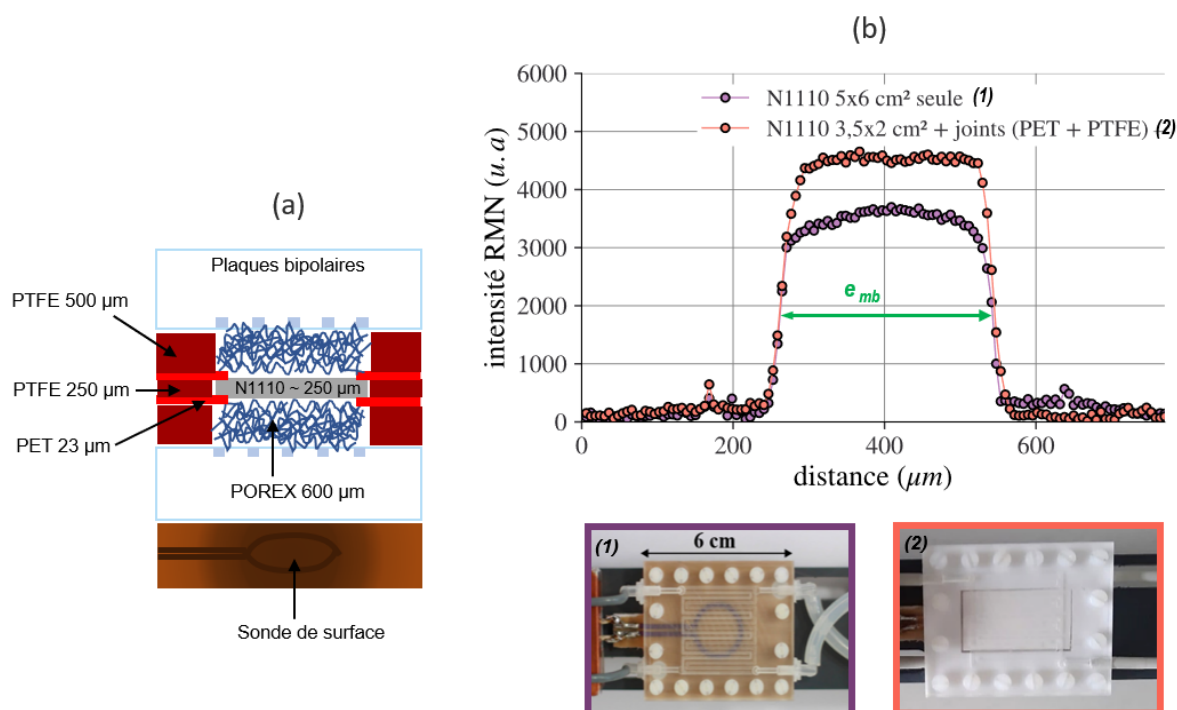 (a)
Plaques bipolaires
PTFE 500 µm
PTFE 250 µm
N1110 ~ 250 µm
PET 23 µm
POREX 600 µm
Sonde de surface
(b)
6000
5000
4000
3000
2000
1000
0
intensité RMN (u. a)
N1110 5x6 cm² seule (1)
N1110 3,5x2 cm² + joints (PET + PTFE) (2)
e mb
0
200
400
600
distance (µm)
(1)
6 cm
(2)